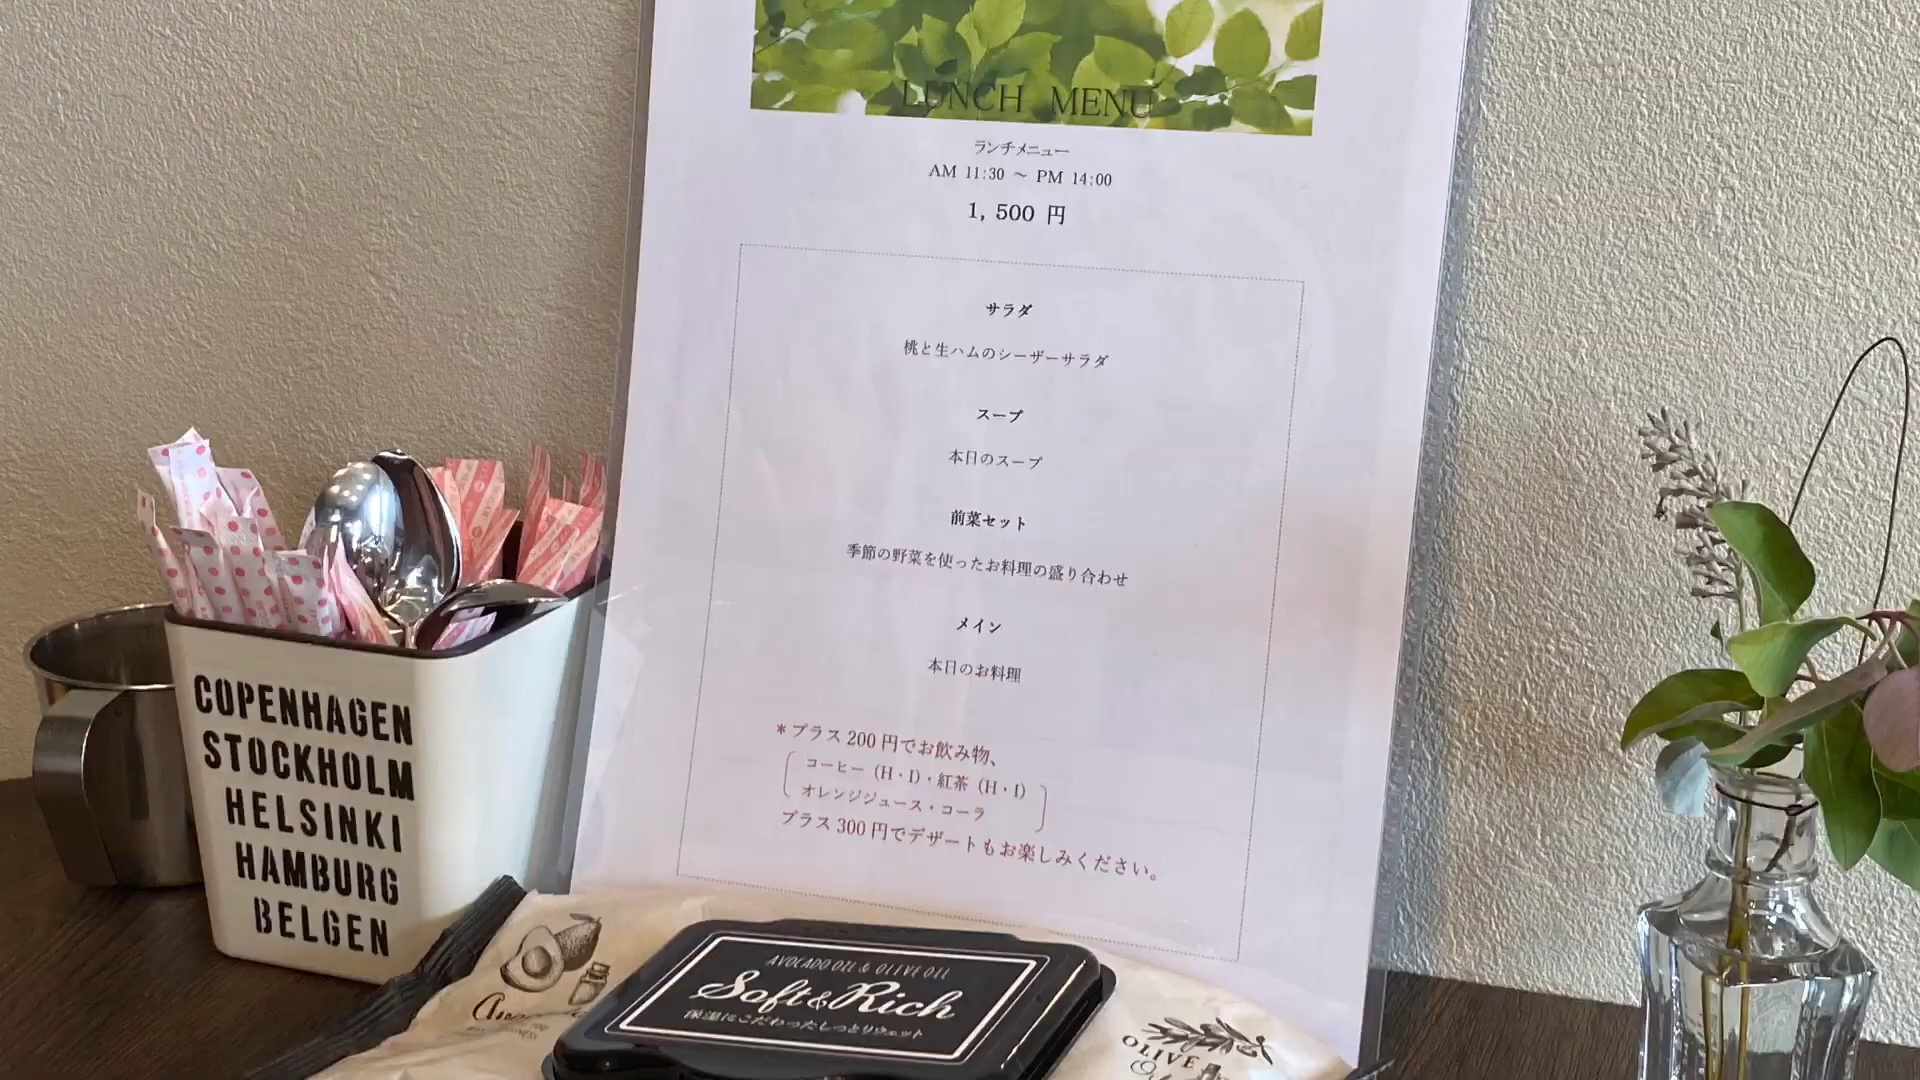 LUNCH MENU
ランチメニュー
AM 11:30 ～ PM 14:00
1,500 円
サラダ
桃と生ハムのシーザーサラダ
スープ
本日のスープ
前菜セット
季節の野菜を使ったお料理の盛り合わせ
メイン
本日のお料理
＊プラス 200 円でお飲み物、
コーヒー（H・I）・紅茶（H・I）
オレンジジュース・コーラ
プラス 300 円でデザートもお楽しみください。
COPENHAGEN
STOCKHOLM
HELSINKI
HAMBURG
BELGEN
AVOCADO OIL & OLIVE OIL
Soft & Rich
保湿にこだわったしっとりウェット
OLIVE